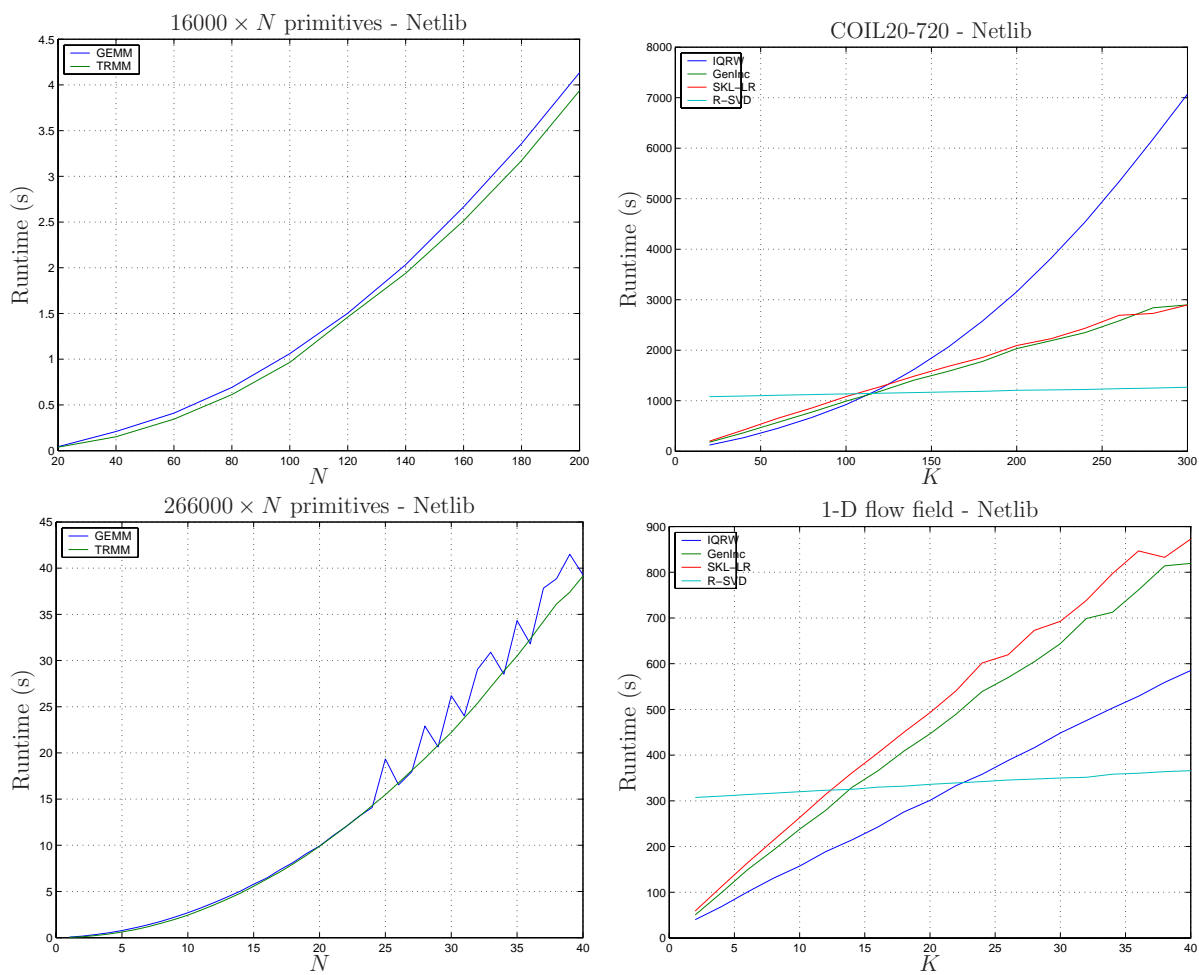 16000 × N primitives - Netlib
GEMM
TRMM
4.5
4
3.5
3
2.5
2
1.5
1
0.5
0
20 40 60 80 100 120 140 160 180 200
Runtime (s)
N
COIL20-720 - Netlib
IQRW
GenInc
SKL-LR
R-SVD
8000
7000
6000
5000
4000
3000
2000
1000
0
0 50 100 150 200 250 300
Runtime (s)
K
266000 × N primitives - Netlib
GEMM
TRMM
45
40
35
30
25
20
15
10
5
0
0 5 10 15 20 25 30 35 40
Runtime (s)
N
1-D flow field - Netlib
IQRW
GenInc
SKL-LR
R-SVD
900
800
700
600
500
400
300
200
100
0
0 5 10 15 20 25 30 35 40
Runtime (s)
K